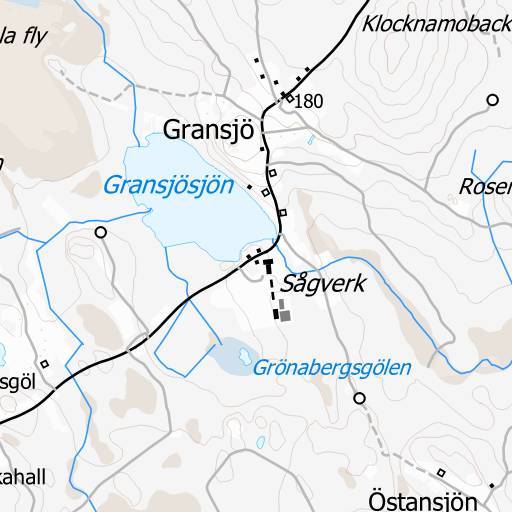 Klocknamoback
la fly
180
Gransjö
Gransjösjön
Rosen
Sågverk
Grönabergsgölen
sgöl
kahall
Östansjön